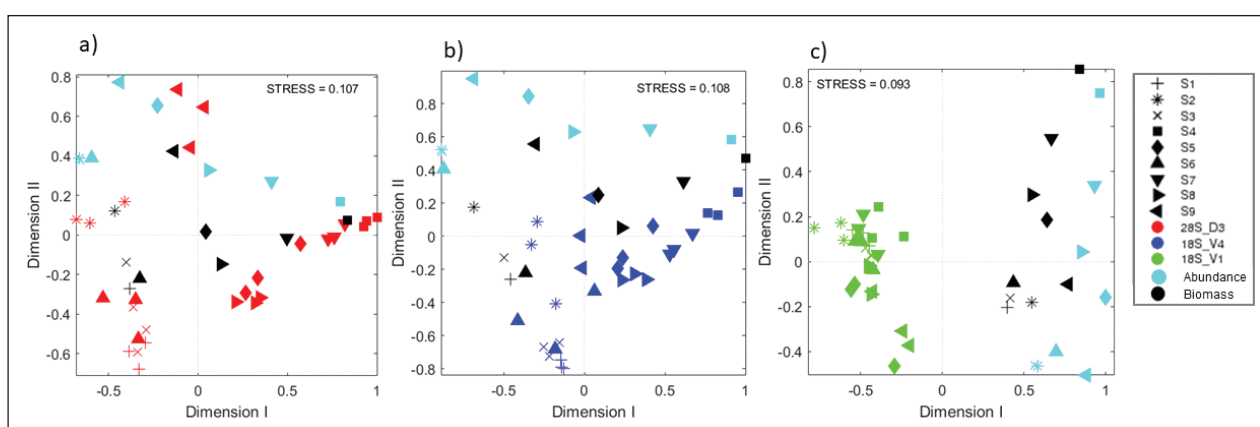 a)
STRESS = 0.107
0.8
0.6
0.4
0.2
0
-0.2
-0.4
-0.6
-0.5
0
0.5
1
Dimension II
Dimension I
b)
STRESS = 0.108
0.8
0.6
0.4
0.2
0
-0.2
-0.4
-0.6
-0.8
-0.5
0
0.5
1
Dimension II
Dimension I
c)
STRESS = 0.093
0.8
0.6
0.4
0.2
0
-0.2
-0.4
-0.5
0
0.5
1
Dimension II
Dimension I
S1
S2
S3
S4
S5
S6
S7
S8
S9
28S_D3
18S_V4
18S_V1
Abundance
Biomass